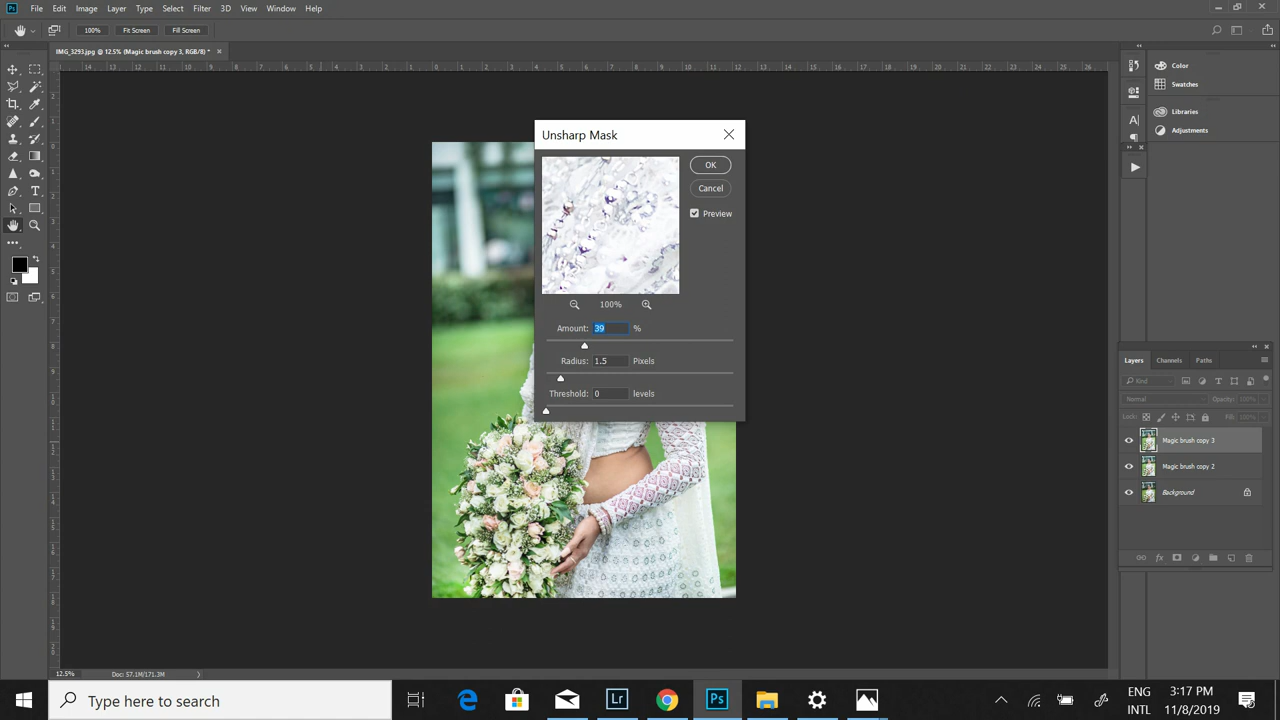 Ps File Edit Image Layer Type Select Filter 3D View Window Help
100% Fit Screen Fill Screen
IMG_3293.jpg @ 12.5% (Magic brush copy 3, RGB/8) *
Color
Swatches
Libraries
Adjustments
Unsharp Mask
OK
Cancel
Preview
100%
Amount: 39 %
Radius: 1.5 Pixels
Threshold: 0 levels
Layers Channels Paths
Kind
Normal Opacity: 100%
Lock: Fill: 100%
Magic brush copy 3
Magic brush copy 2
Background
12.5% Doc: 57.1M/171.3M
Type here to search
Lr
Ps
ENG
INTL
3:17 PM
11/8/2019